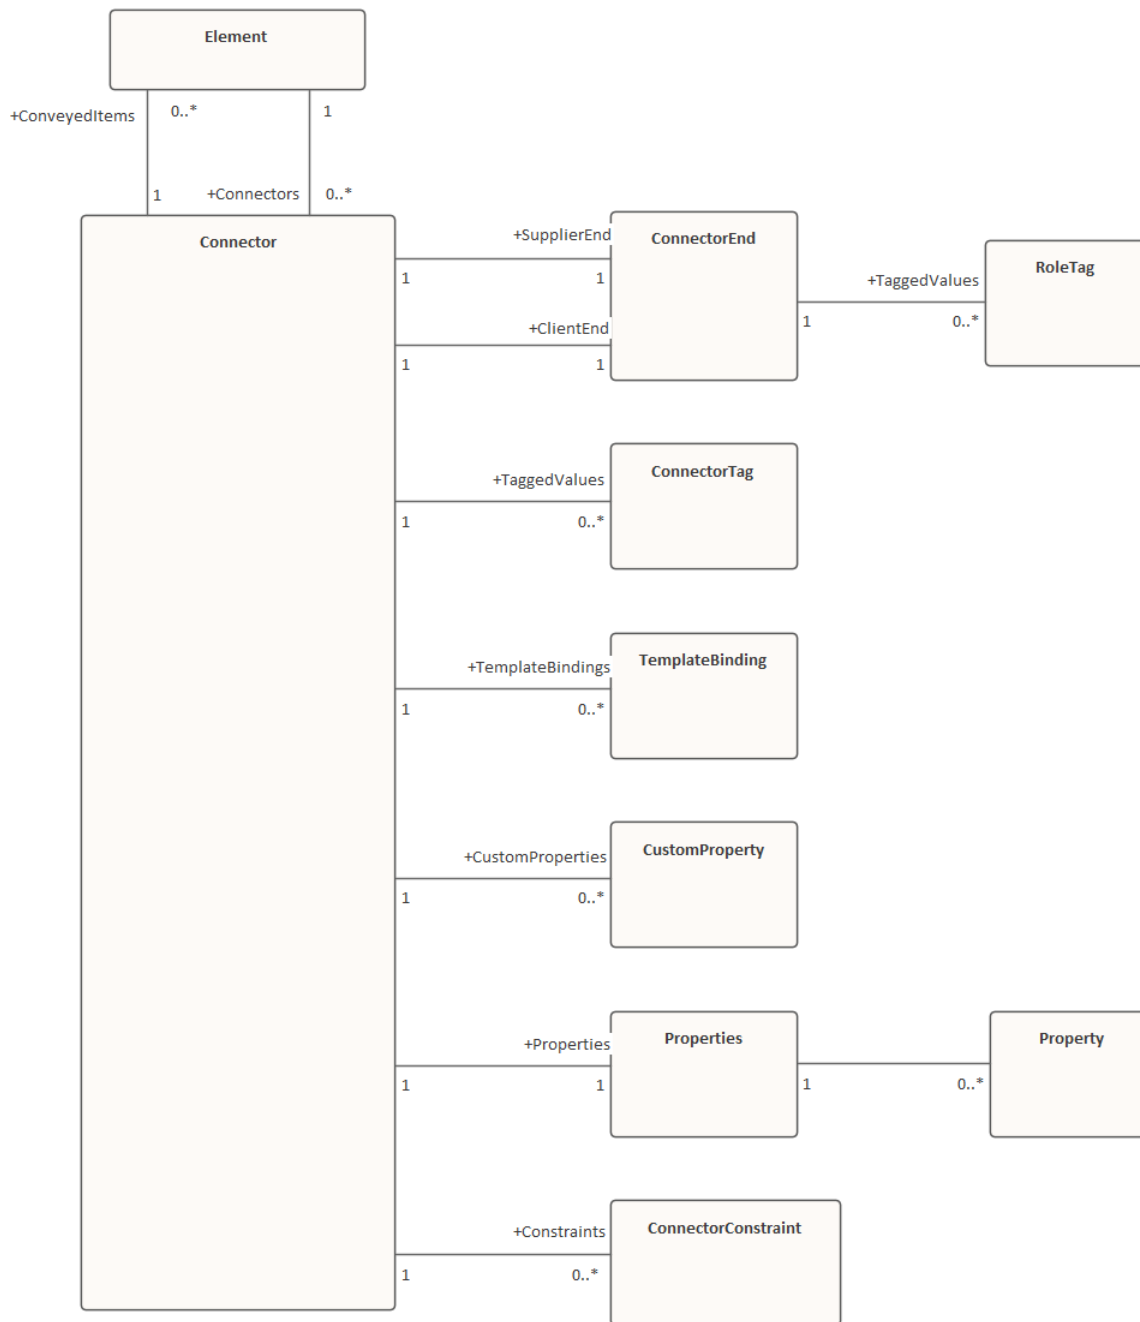 Element
+ConveyedItems
0..*
1
1
+Connectors
0..*
Connector
+SupplierEnd
1
1
ConnectorEnd
+ClientEnd
1
1
+TaggedValues
1
0..*
RoleTag
+TaggedValues
1
0..*
ConnectorTag
+TemplateBindings
1
0..*
TemplateBinding
+CustomProperties
1
0..*
CustomProperty
+Properties
1
1
Properties
1
0..*
Property
+Constraints
1
0..*
ConnectorConstraint